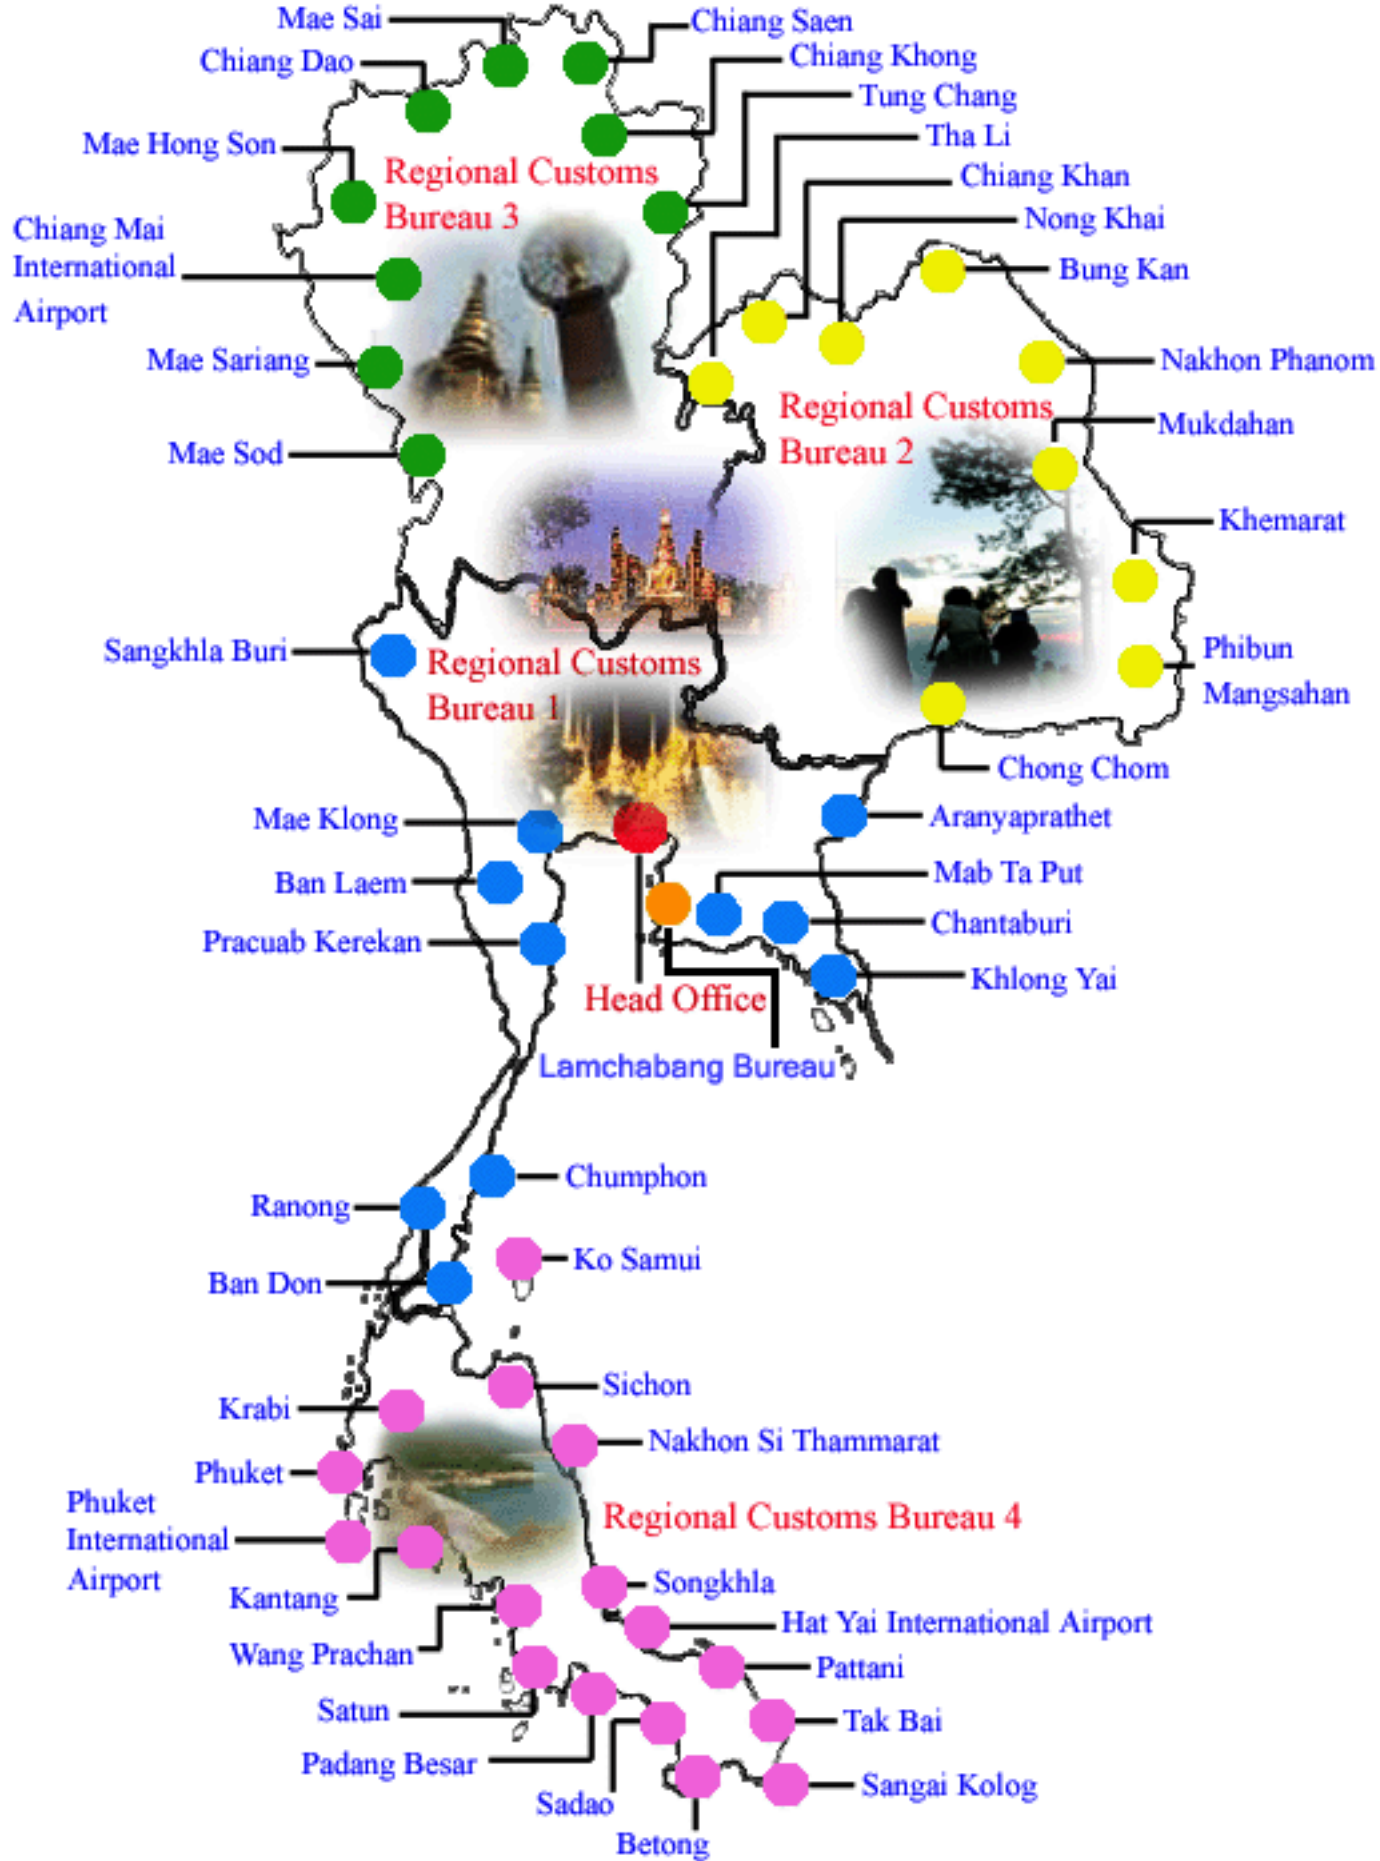 Mae Sai
Chiang Saen
Chiang Dao
Chiang Khong
Tung Chang
Tha Li
Mae Hong Son
Regional Customs
Bureau 3
Chiang Khan
Nong Khai
Chiang Mai
International
Airport
Bung Kan
Mae Sariang
Nakhon Phanom
Regional Customs
Bureau 2
Mukdahan
Mae Sod
Khemarat
Sangkhla Buri
Regional Customs
Bureau 1
Phibun
Mangsahan
Chong Chom
Mae Klong
Aranyaprathet
Ban Laem
Mab Ta Put
Chantaburi
Pracuab Kerekan
Khlong Yai
Head Office
Lamchabang Bureau
Chumphon
Ranong
Ko Samui
Ban Don
Sichon
Krabi
Nakhon Si Thammarat
Phuket
Phuket
International
Airport
Regional Customs Bureau 4
Kantang
Songkhla
Hat Yai International Airport
Wang Prachan
Pattani
Satun
Tak Bai
Padang Besar
Sangai Kolog
Sadao
Betong